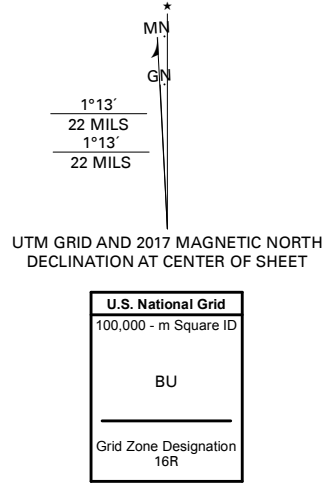 ★
MN
GN
1°13´
22 MILS
1°13´
22 MILS
UTM GRID AND 2017 MAGNETIC NORTH
DECLINATION AT CENTER OF SHEET
U.S. National Grid
100,000 - m Square ID
BU
Grid Zone Designation
16R